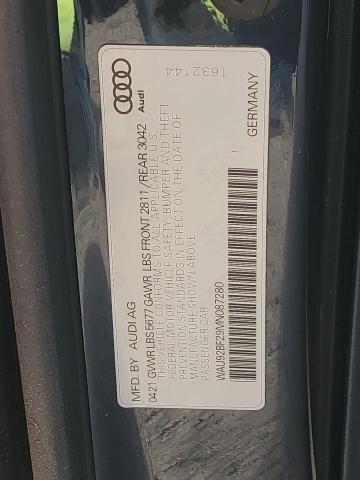 MFD. BY AUDI AG
0421 GVWR LBS 5677 GAWR LBS FRONT 2811 / REAR 3042
THIS VEHICLE CONFORMS TO ALL APPLICABLE U.S.
FEDERAL MOTOR VEHICLE SAFETY, BUMPER AND THEFT
PREVENTION STANDARDS IN EFFECT ON THE DATE OF
MANUFACTURE SHOWN ABOVE
PASSENGER CAR
WAU92BF29MN087280
GERMANY
Audi
1632144